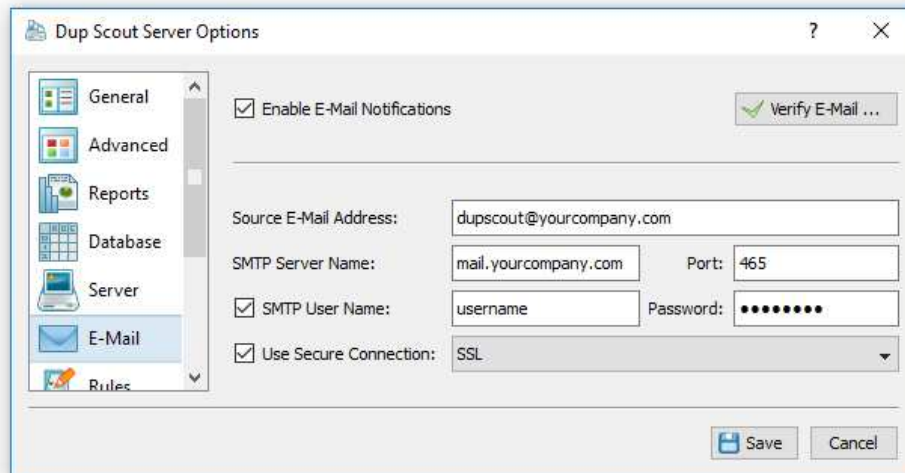 Dup Scout Server Options
?
General
Advanced
Reports
Database
Server
E-Mail
Rules
Enable E-Mail Notifications
Verify E-Mail ...
Source E-Mail Address: dupscout@yourcompany.com
SMTP Server Name: mail.yourcompany.com Port: 465
SMTP User Name: username Password: ●●●●●●●●
Use Secure Connection: SSL
Save Cancel